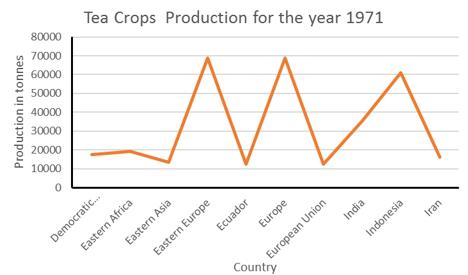 Tea Crops Production for the year 1971
Production in tonnes
80000
70000
60000
50000
40000
30000
20000
10000
0
Democratic...
Eastern Africa
Eastern Asia
Eastern Europe
Ecuador
Europe
European Union
India
Indonesia
Iran
Country